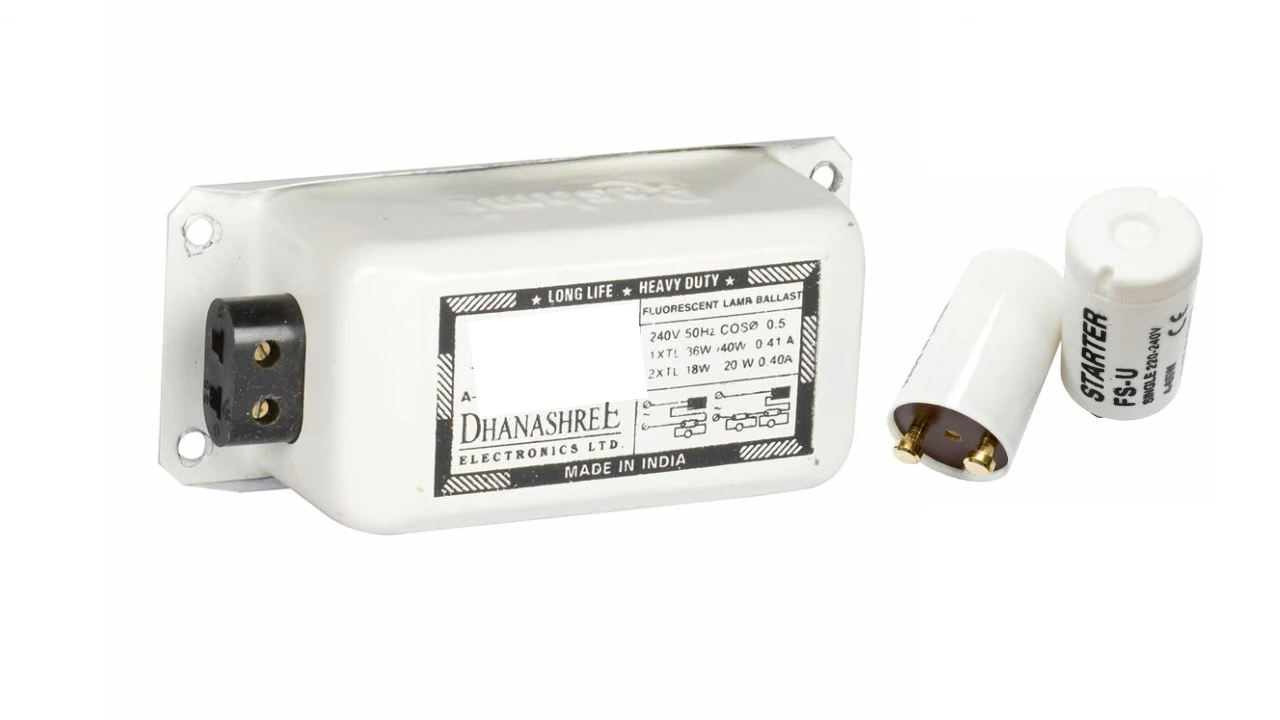 ★ LONG LIFE ★ HEAVY DUTY ★
FLUORESCENT LAMP BALLAST
240V 50Hz COSØ 0.5
1XTL 36W /40W 0.41 A
2XTL 18W 20 W 0.40A
A-
DHANASHREE
ELECTRONICS LTD.
MADE IN INDIA
STARTER
FS-U
SINGLE 220-240V
CE